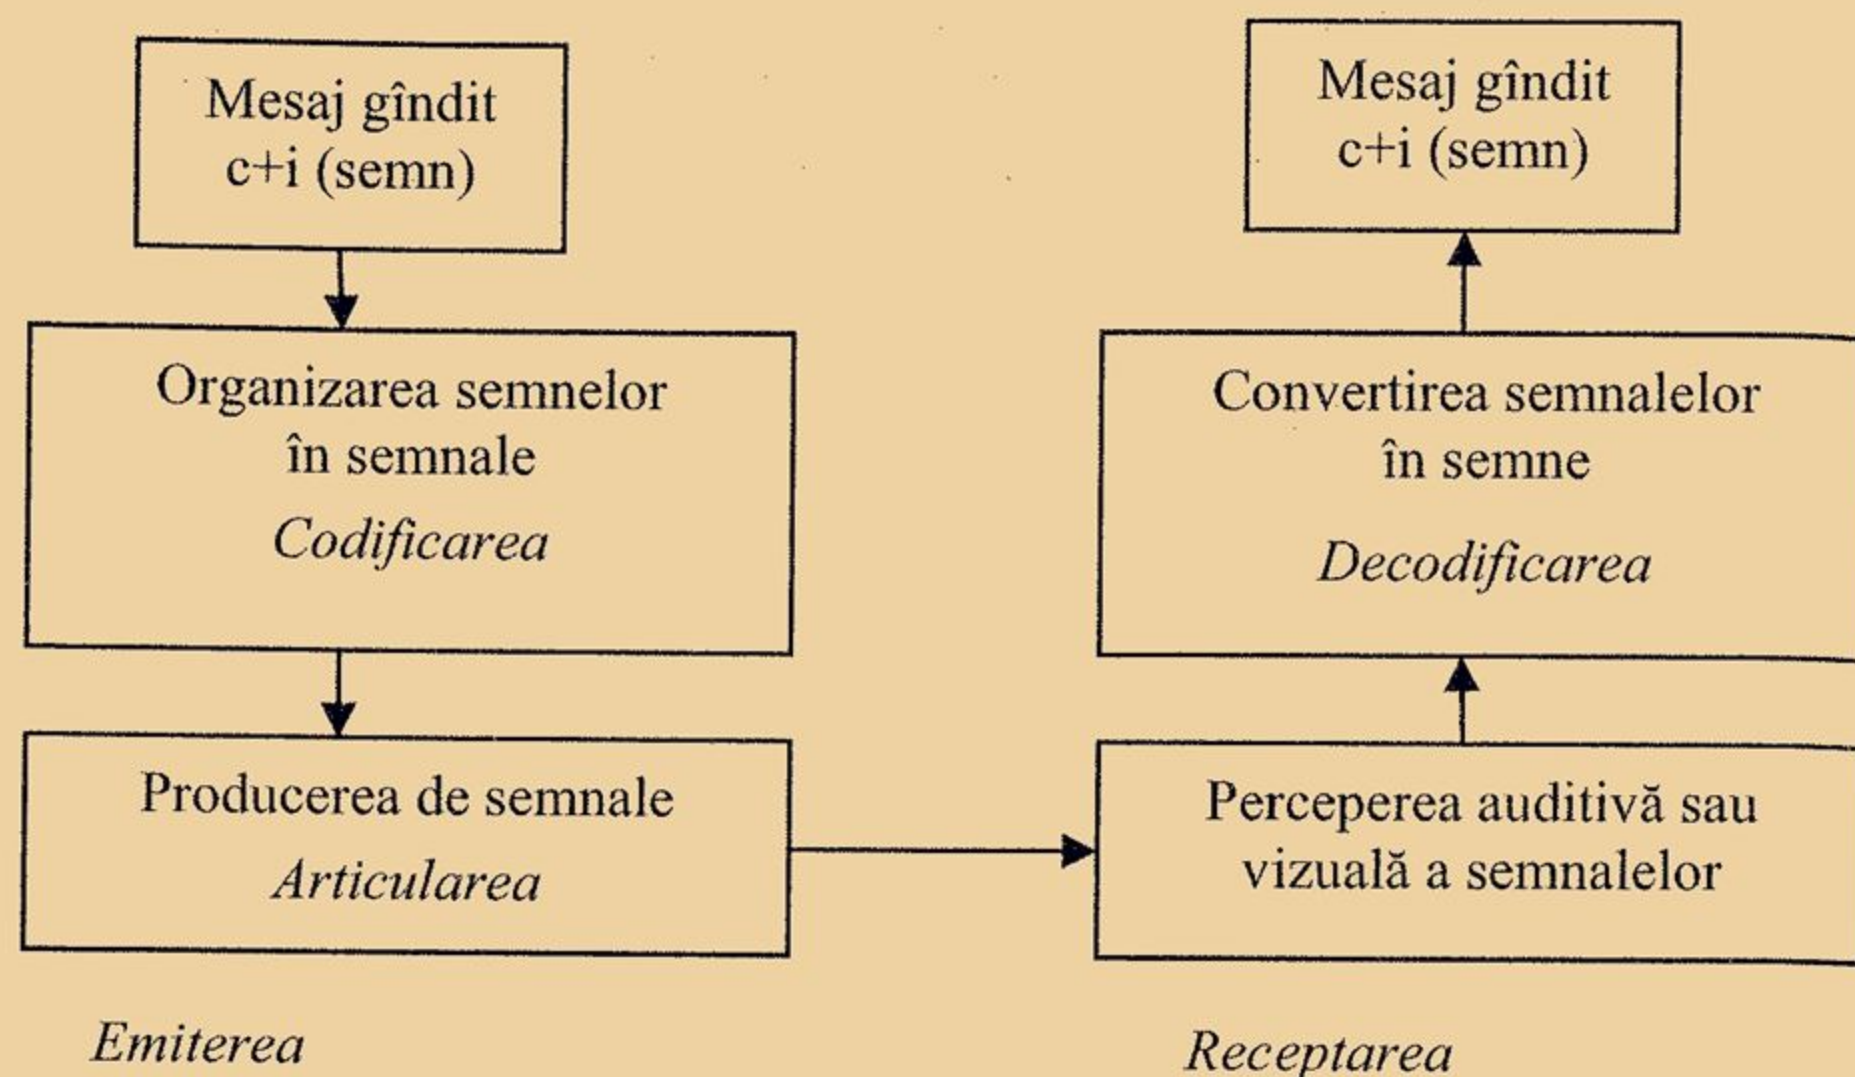 Mesaj gîndit
c+i (semn)
Organizarea semnelor
în semnale
Codificarea
Producerea de semnale
Articularea
Emiterea
Mesaj gîndit
c+i (semn)
Convertirea semnalelor
în semne
Decodificarea
Perceperea auditivă sau
vizuală a semnalelor
Receptarea